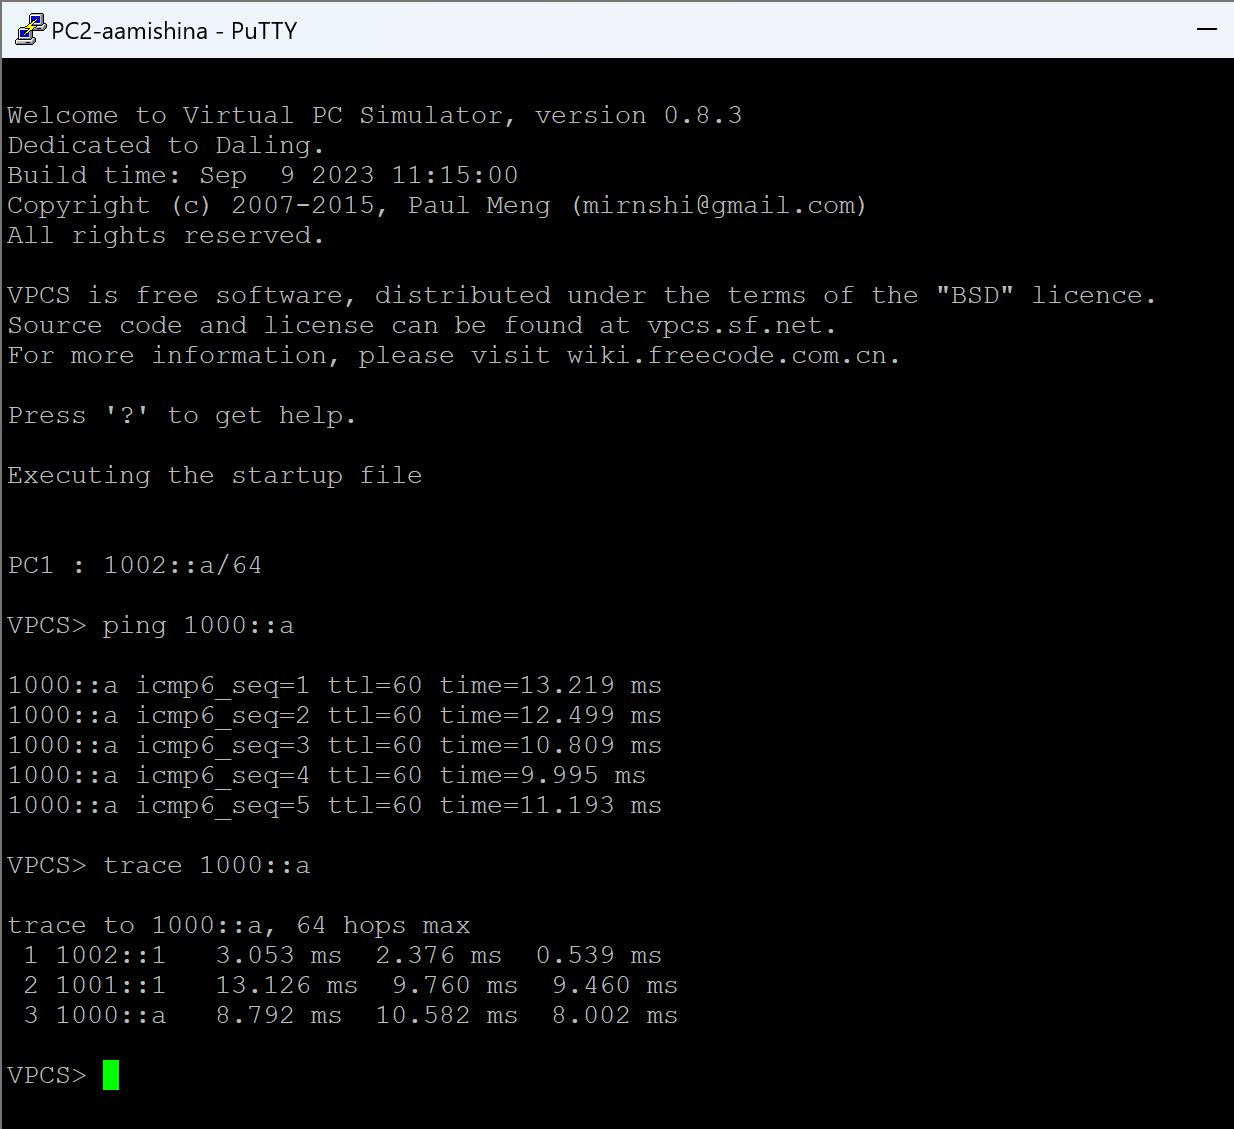 PC2-aamishina - PuTTY
Welcome to Virtual PC Simulator, version 0.8.3
Dedicated to Daling.
Build time: Sep  9 2023 11:15:00
Copyright (c) 2007-2015, Paul Meng (mirnshi@gmail.com)
All rights reserved.
VPCS is free software, distributed under the terms of the "BSD" licence.
Source code and license can be found at vpcs.sf.net.
For more information, please visit wiki.freecode.com.cn.
Press '?' to get help.
Executing the startup file
PC1 : 1002::a/64
VPCS> ping 1000::a
1000::a icmp6_seq=1 ttl=60 time=13.219 ms
1000::a icmp6_seq=2 ttl=60 time=12.499 ms
1000::a icmp6_seq=3 ttl=60 time=10.809 ms
1000::a icmp6_seq=4 ttl=60 time=9.995 ms
1000::a icmp6_seq=5 ttl=60 time=11.193 ms
VPCS> trace 1000::a
trace to 1000::a, 64 hops max
 1 1002::1   3.053 ms  2.376 ms  0.539 ms
 2 1001::1   13.126 ms  9.760 ms  9.460 ms
 3 1000::a   8.792 ms  10.582 ms  8.002 ms
VPCS>